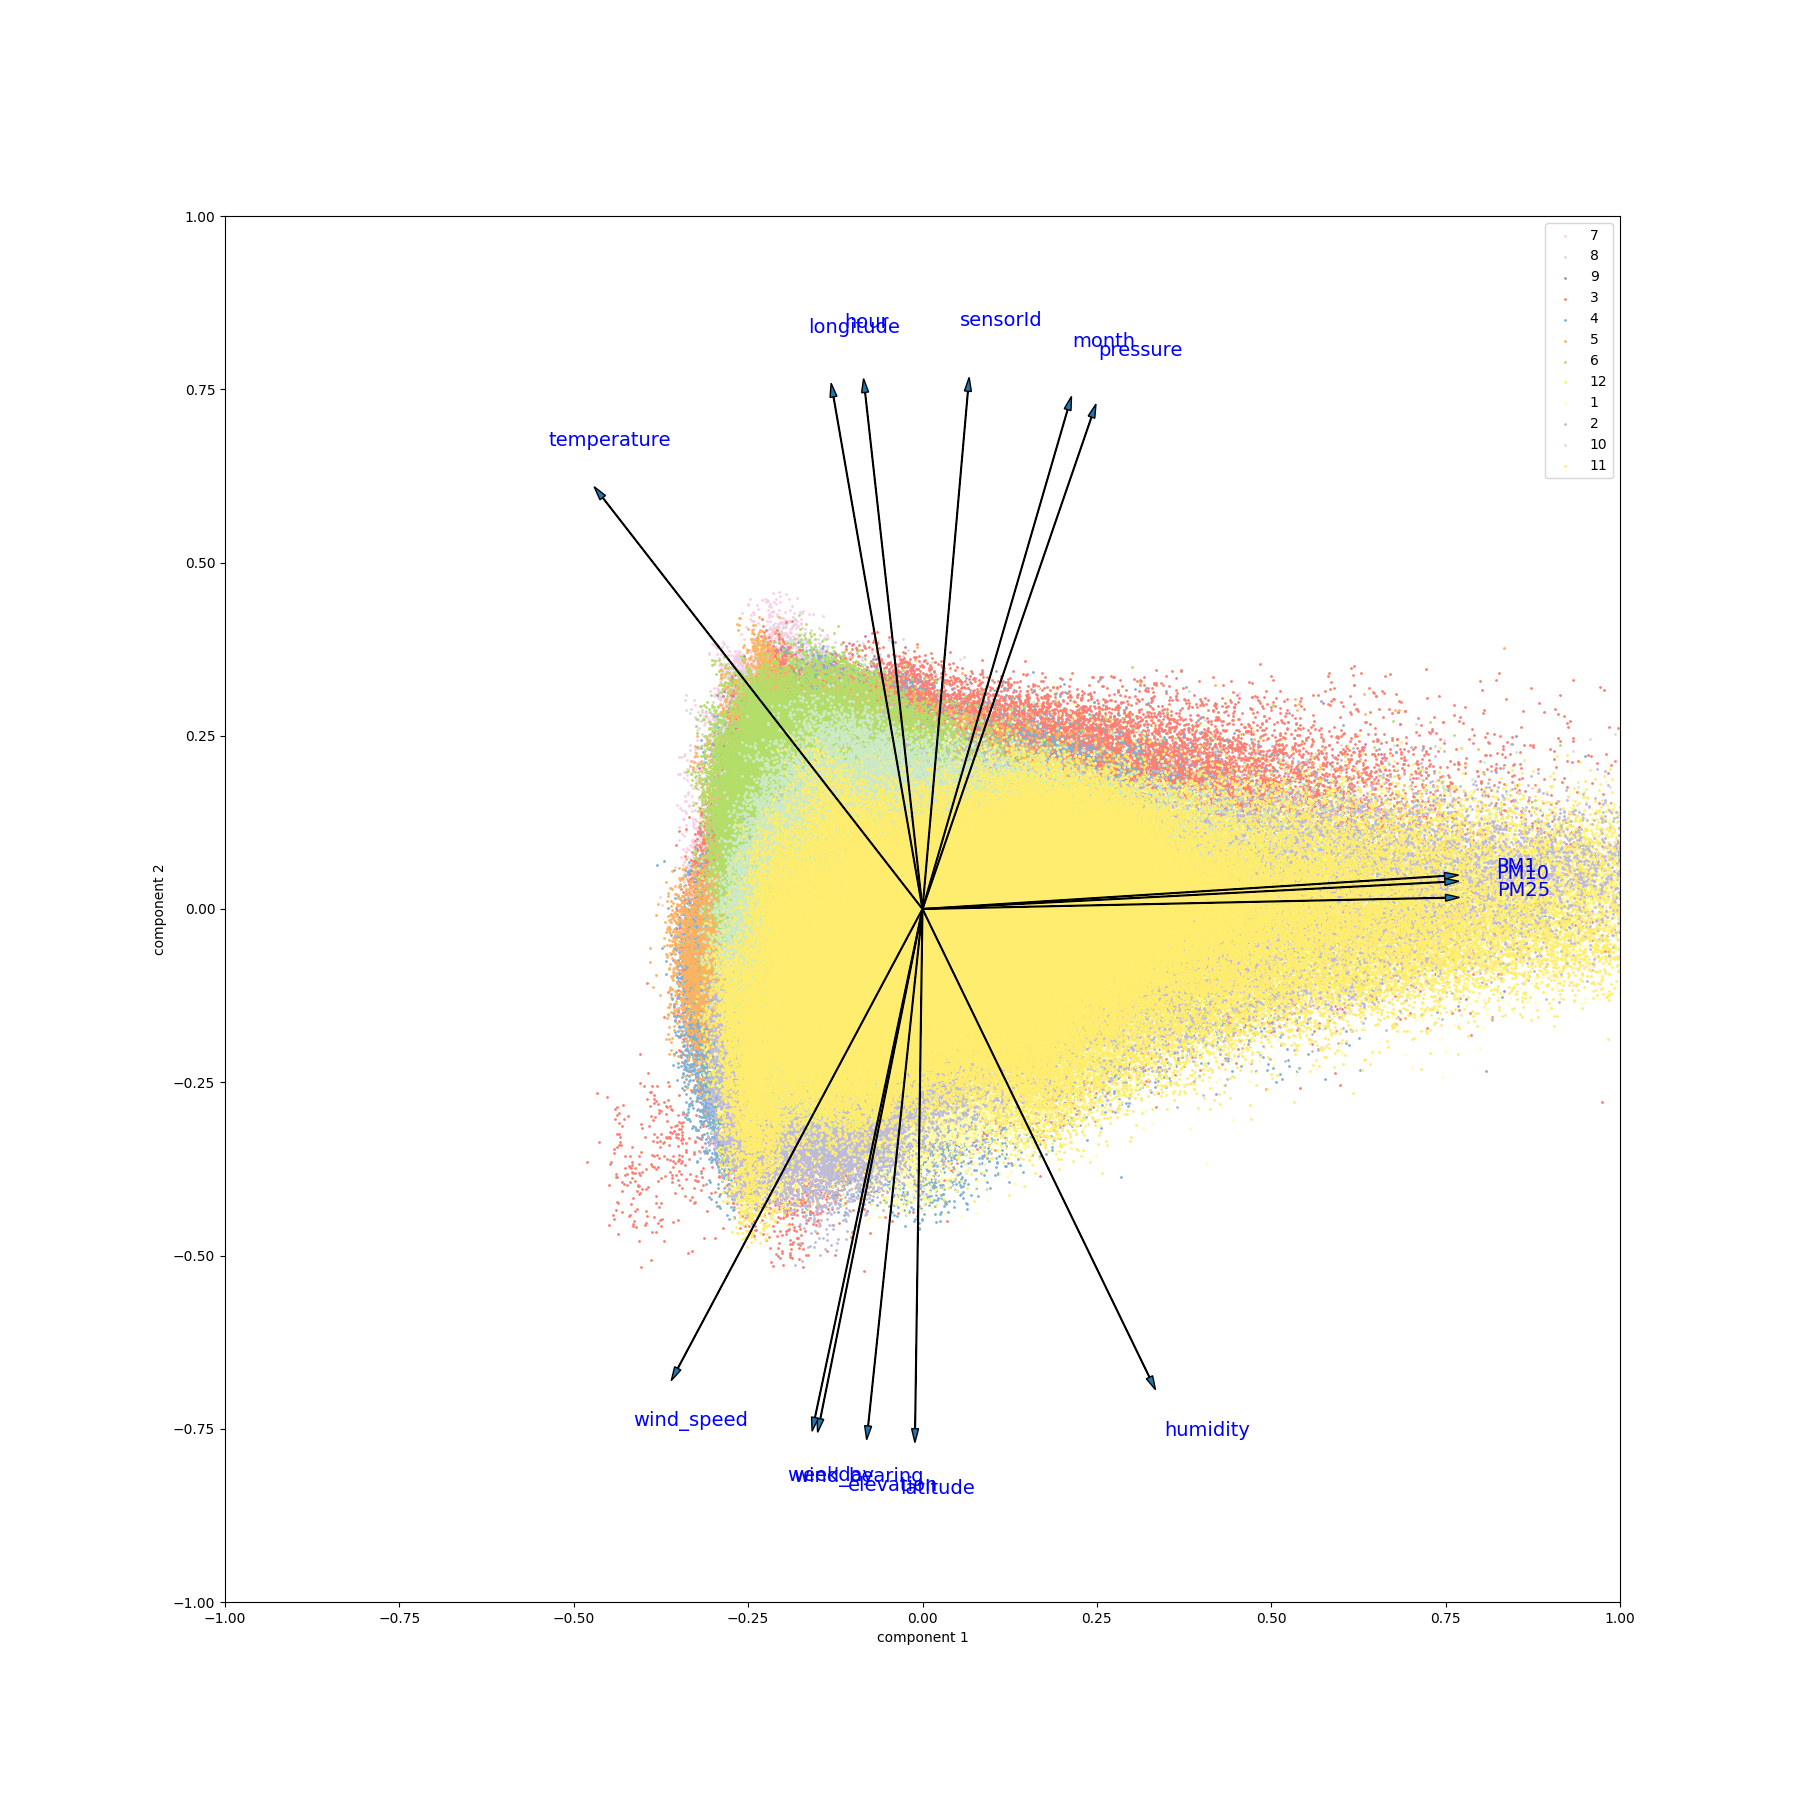 1.00
0.75
0.50
0.25
0.00
−0.25
−0.50
−0.75
−1.00
component 2
−1.00
−0.75
−0.50
−0.25
0.00
0.25
0.50
0.75
1.00
component 1
7
8
9
3
4
5
6
12
1
2
10
11
hour
longitude
sensorId
month
pressure
temperature
PM1
PM10
PM25
wind_speed
humidity
weekday
wind_bearing
elevation
latitude